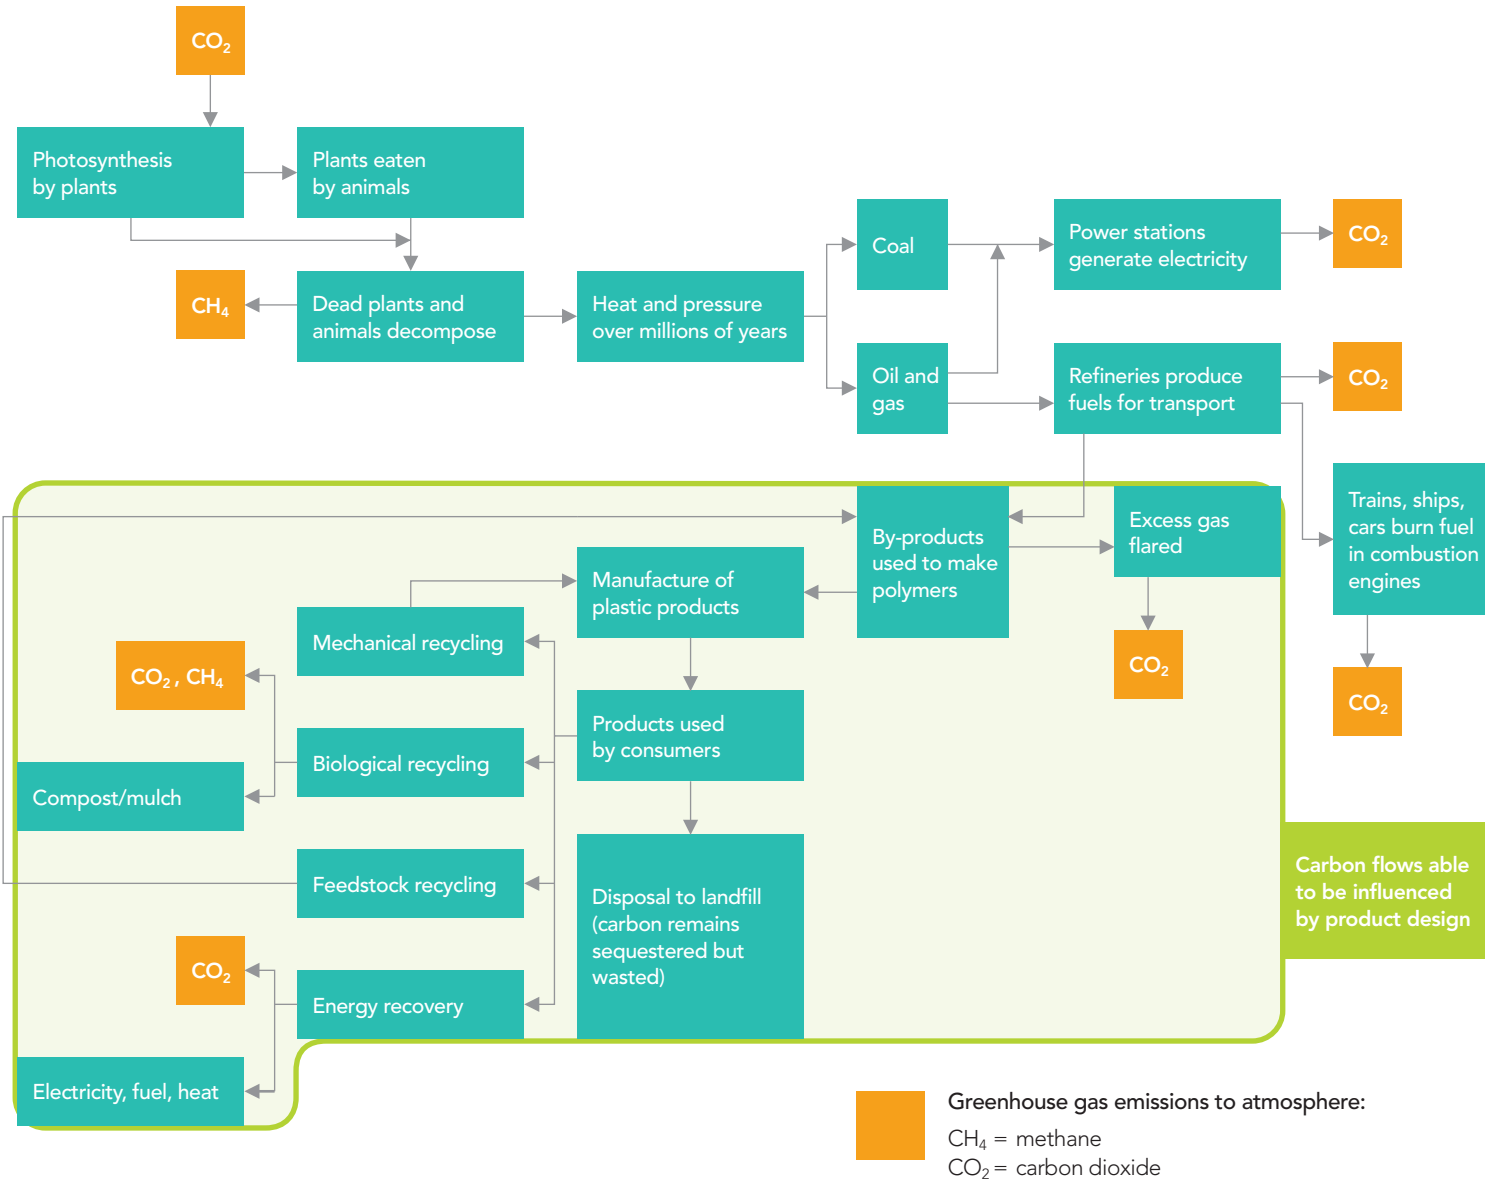 CO₂
Photosynthesis
by plants
Plants eaten
by animals
CH₄
Dead plants and
animals decompose
Heat and pressure
over millions of years
Coal
Oil and
gas
Power stations
generate electricity
CO₂
Refineries produce
fuels for transport
CO₂
Trains, ships,
cars burn fuel
in combustion
engines
CO₂
By-products
used to make
polymers
Excess gas
flared
CO₂
Manufacture of
plastic products
Mechanical recycling
CO₂ , CH₄
Products used
by consumers
Biological recycling
Compost/mulch
Feedstock recycling
Disposal to landfill
(carbon remains
sequestered but
wasted)
CO₂
Energy recovery
Electricity, fuel, heat
Carbon flows able
to be influenced
by product design
Greenhouse gas emissions to atmosphere:
CH₄ = methane
CO₂ = carbon dioxide